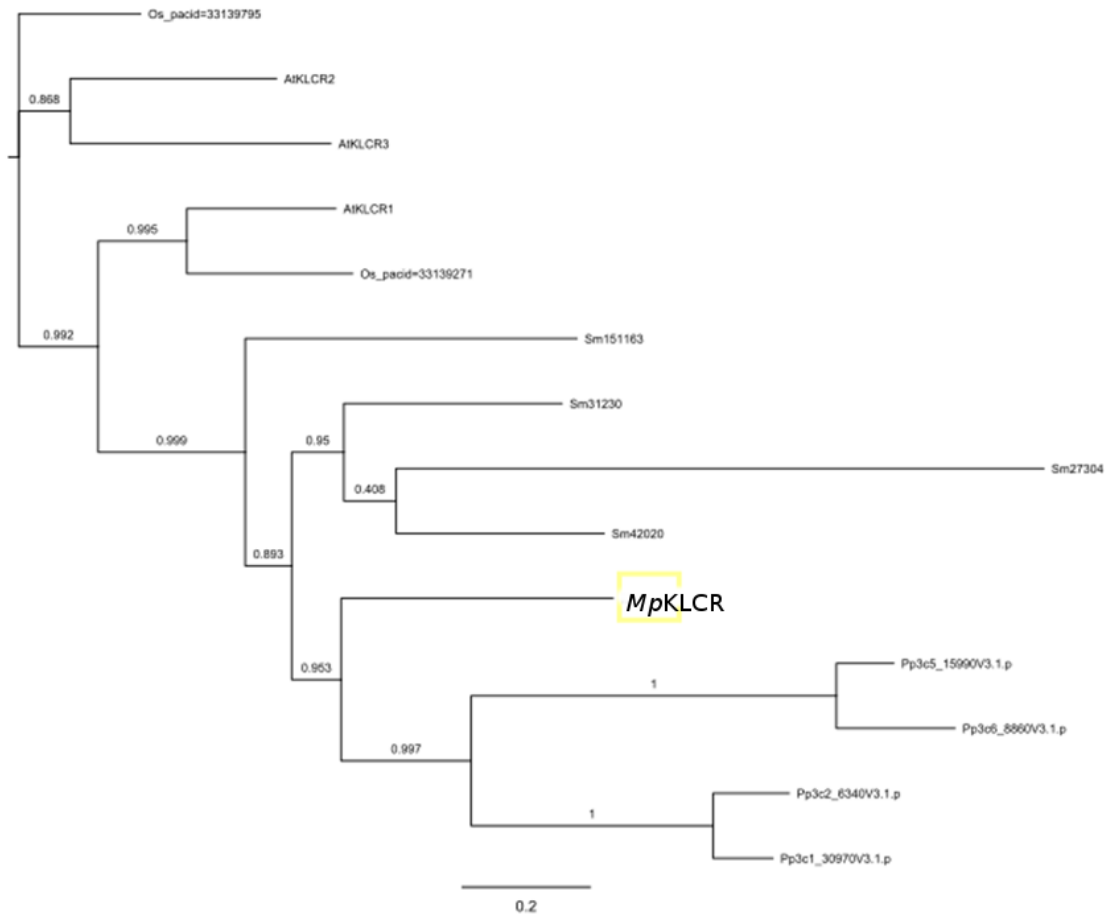 Os_pacid=33139795
AtKLCR2
0.868
AtKLCR3
AtKLCR1
0.995
Os_pacid=33139271
0.992
Sm151163
Sm31230
0.999
0.95
Sm27304
0.408
Sm42020
0.893
MpKLCR
0.953
Pp3c5_15990V3.1.p
1
Pp3c6_8860V3.1.p
0.997
Pp3c2_6340V3.1.p
1
Pp3c1_30970V3.1.p
0.2